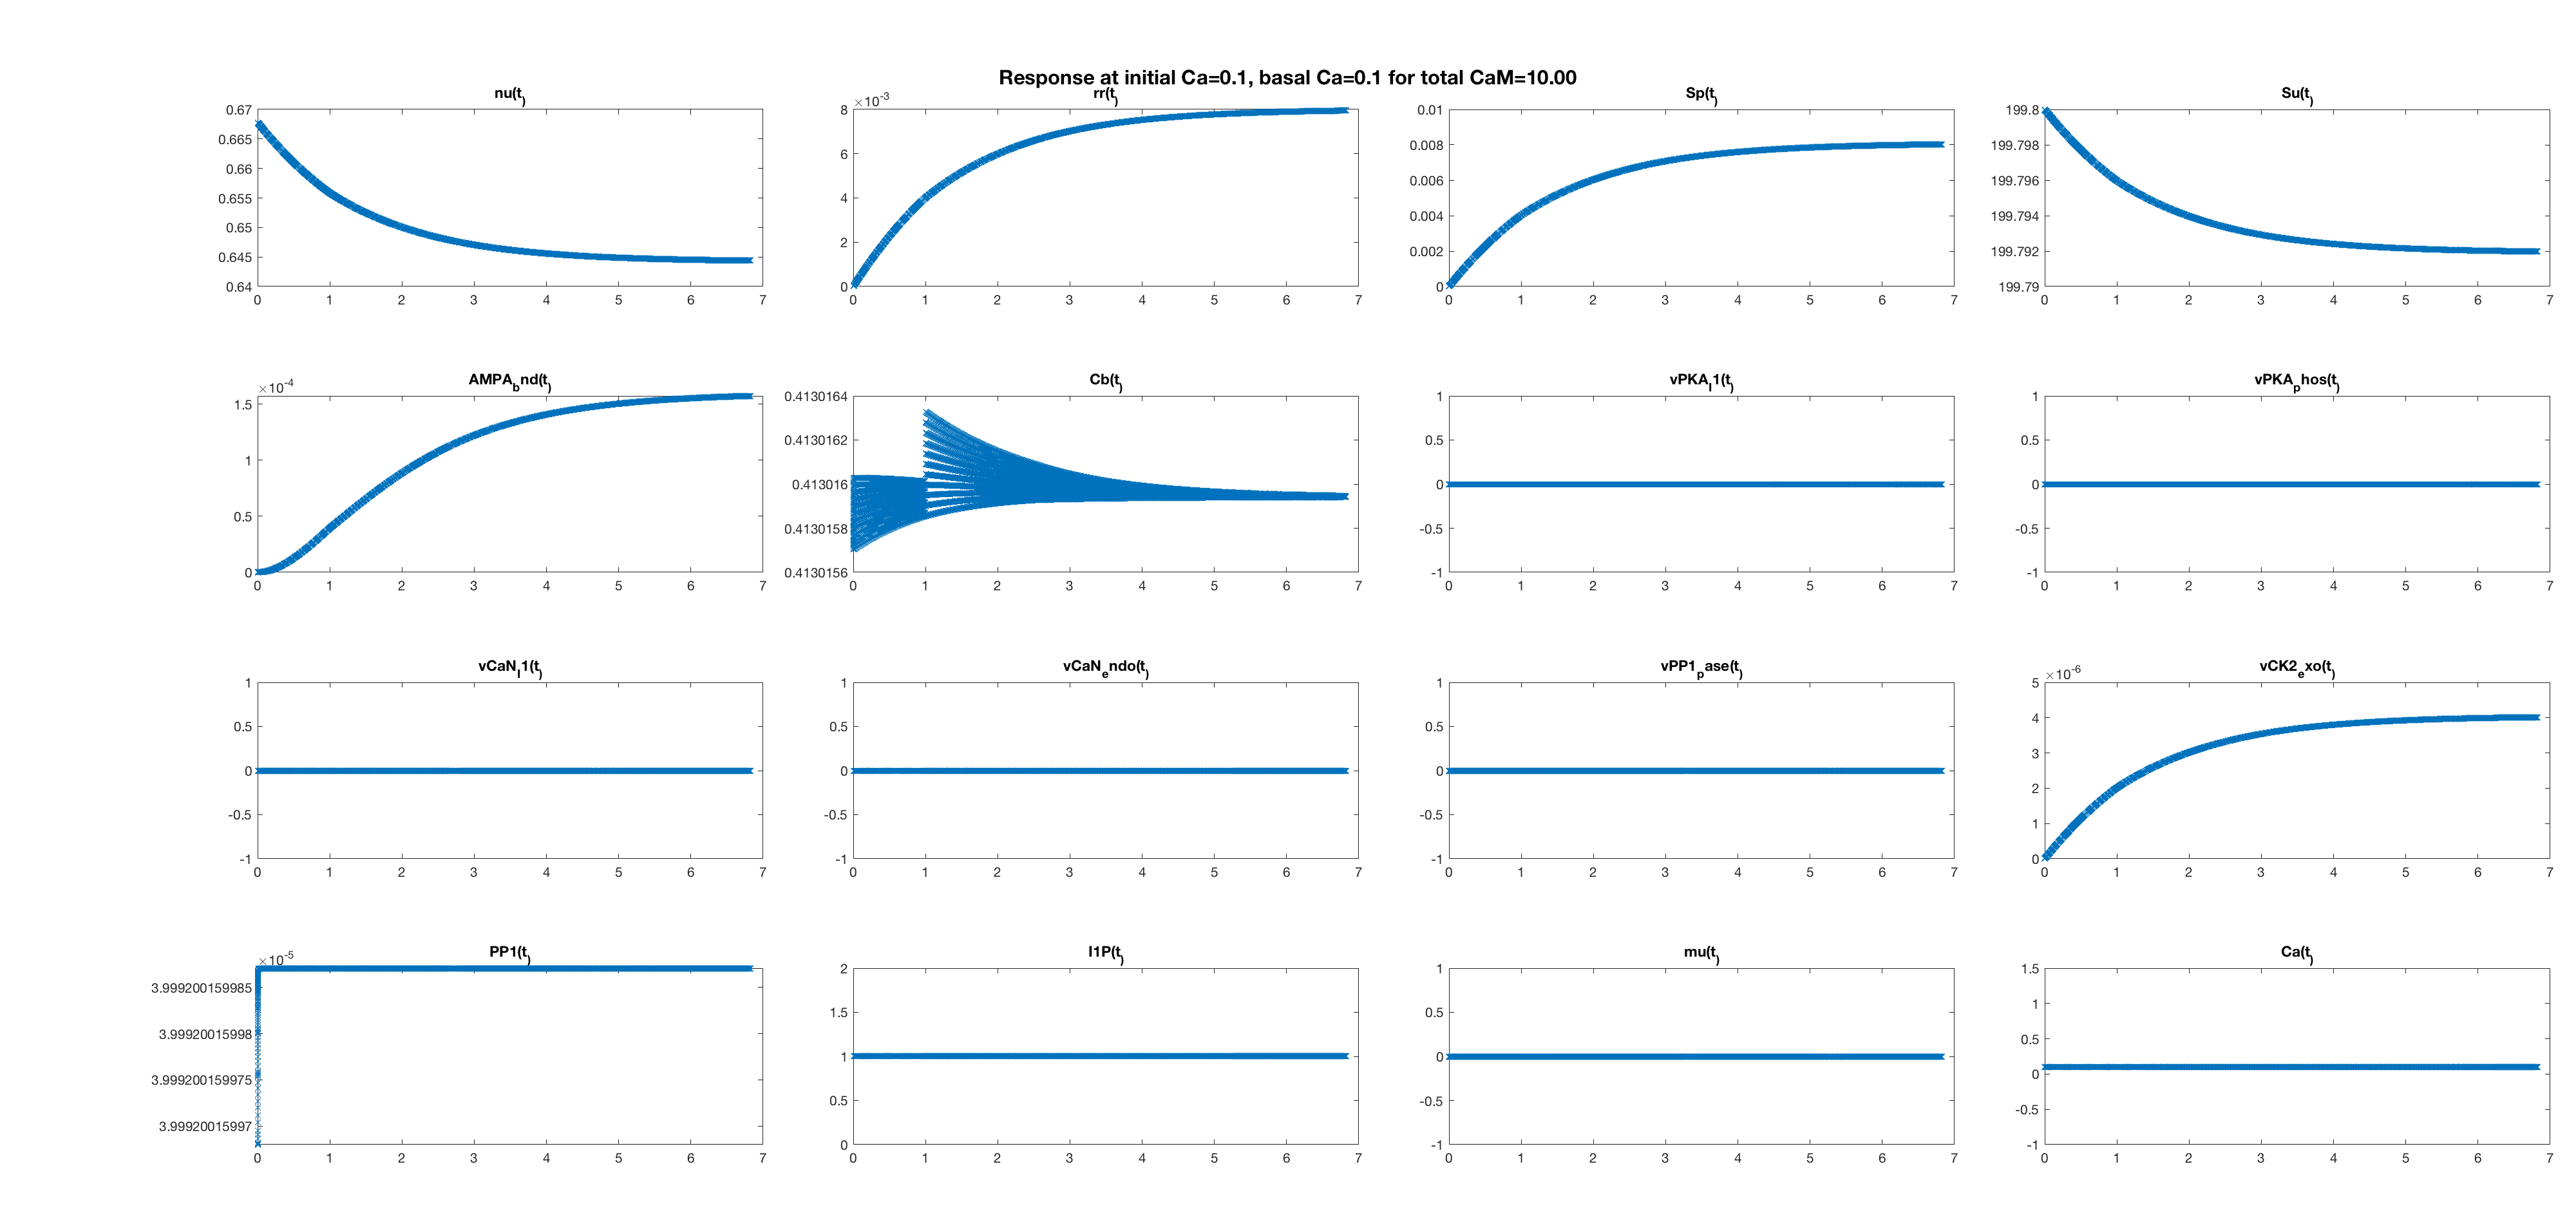 Response at initial Ca=0.1, basal Ca=0.1 for total CaM=10.00
nu(t)
0.67
0.665
0.66
0.655
0.65
0.645
0.64
0 1 2 3 4 5 6 7
rr(t)
×10-3
8
6
4
2
0
0 1 2 3 4 5 6 7
Sp(t)
0.01
0.008
0.006
0.004
0.002
0
0 1 2 3 4 5 6 7
Su(t)
199.8
199.798
199.796
199.794
199.792
199.79
0 1 2 3 4 5 6 7
AMPAbnd(t)
×10-4
1.5
1
0.5
0
0 1 2 3 4 5 6 7
Cb(t)
0.4130164
0.4130162
0.413016
0.4130158
0.4130156
0 1 2 3 4 5 6 7
vPKAI1(t)
1
0.5
0
-0.5
-1
0 1 2 3 4 5 6 7
vPKAphos(t)
1
0.5
0
-0.5
-1
0 1 2 3 4 5 6 7
vCaNI1(t)
1
0.5
0
-0.5
-1
0 1 2 3 4 5 6 7
vCaNendo(t)
1
0.5
0
-0.5
-1
0 1 2 3 4 5 6 7
vPP1pase(t)
1
0.5
0
-0.5
-1
0 1 2 3 4 5 6 7
vCK2exo(t)
×10-6
5
4
3
2
1
0
0 1 2 3 4 5 6 7
PP1(t)
×10-5
3.999200159985
3.99920015998
3.999200159975
3.99920015997
0 1 2 3 4 5 6 7
I1P(t)
2
1.5
1
0.5
0
0 1 2 3 4 5 6 7
mu(t)
1
0.5
0
-0.5
-1
0 1 2 3 4 5 6 7
Ca(t)
1.5
1
0.5
0
-0.5
-1
0 1 2 3 4 5 6 7